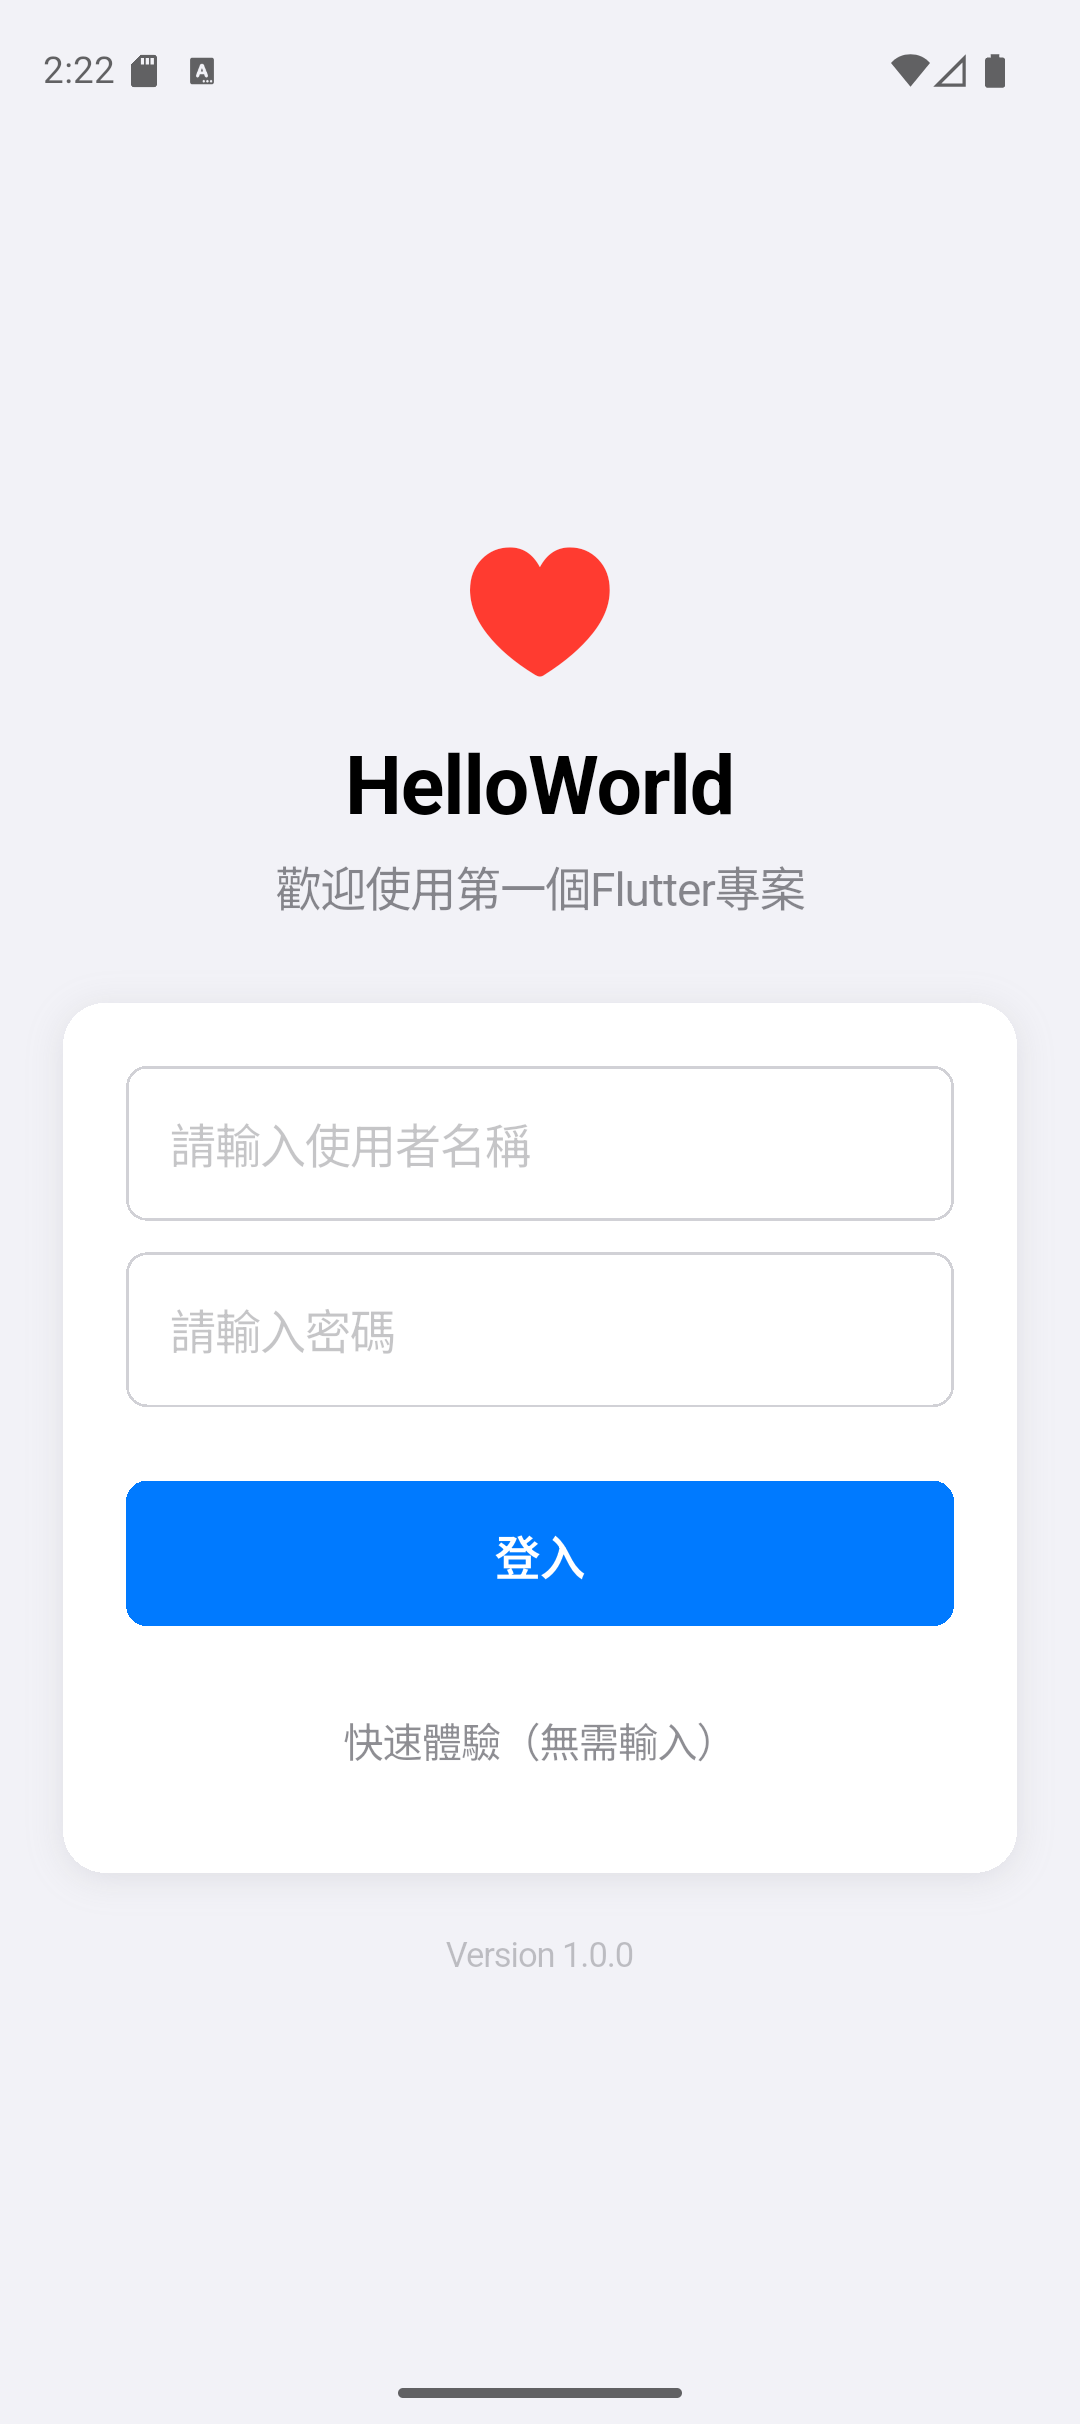 2:22
HelloWorld
歡迎使用第一個Flutter專案
請輸入使用者名稱
請輸入密碼
登入
快速體驗（無需輸入）
Version 1.0.0